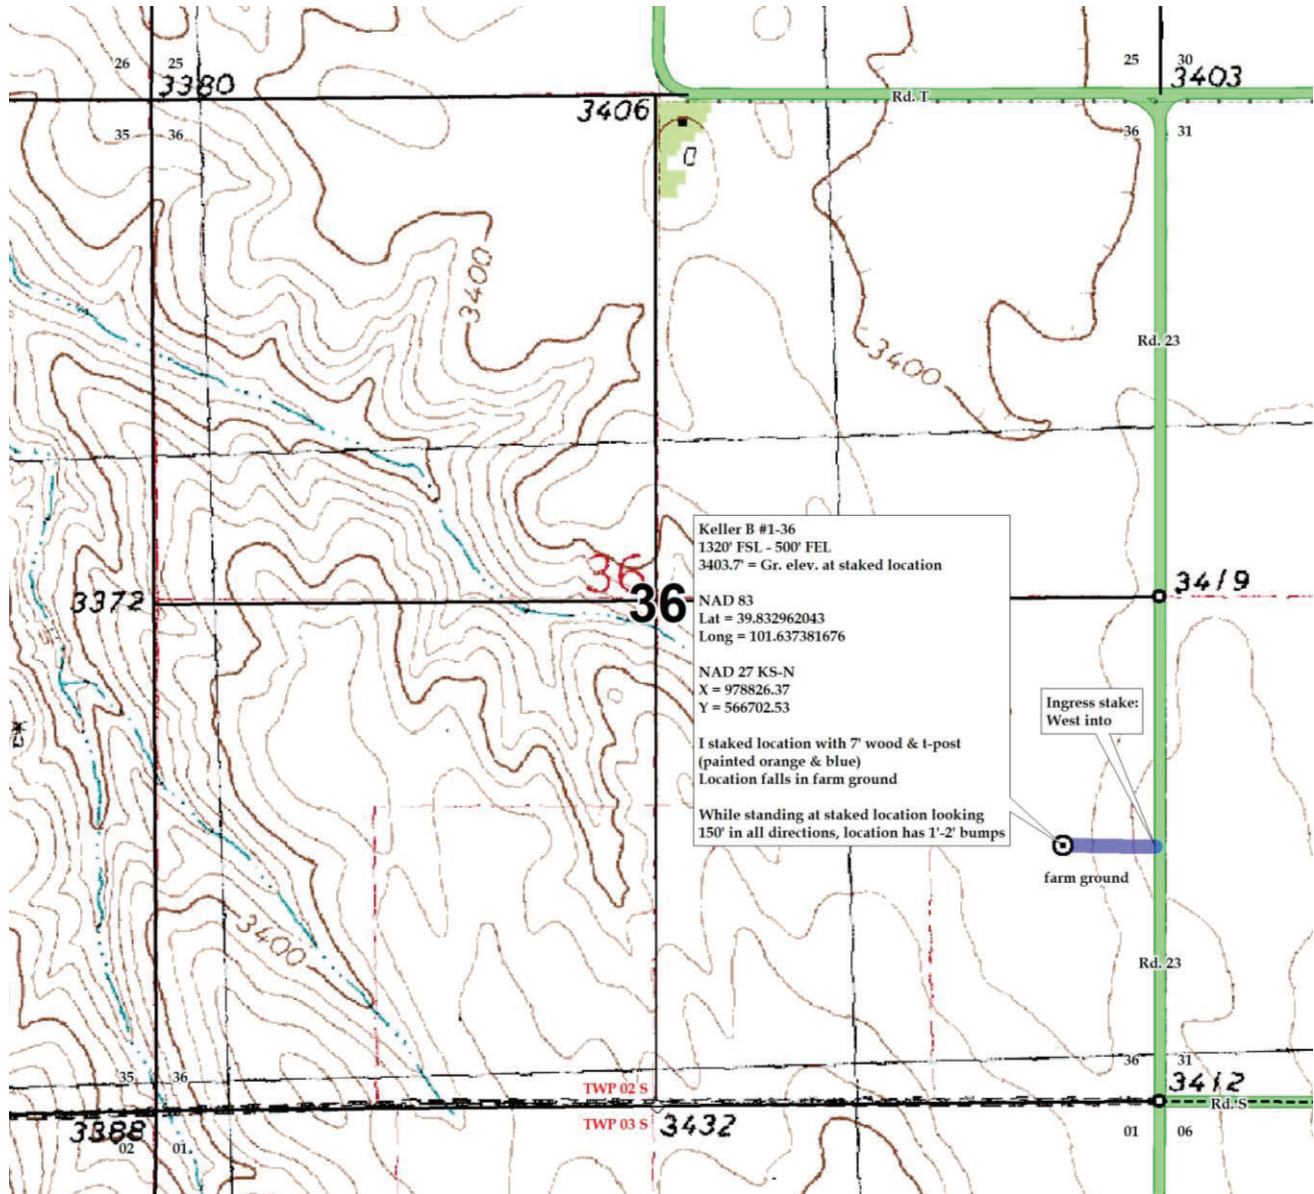 26
25
3380
25
30
3403
Rd. T
3406
35
36
36
31
0
3400
Rd. 23
3400
Keller B #1-36
1320' FSL - 500' FEL
3403.7' = Gr. elev. at staked location
NAD 83
Lat = 39.832962043
Long = 101.637381676
NAD 27 KS-N
X = 978826.37
Y = 566702.53
I staked location with 7' wood & t-post
(painted orange & blue)
Location falls in farm ground
While standing at staked location looking
150' in all directions, location has 1'-2' bumps
36
36
3372
3419
Ingress stake:
West into
farm ground
3400
Rd. 23
35
36
36
31
TWP 02 S
3412
Rd. S
TWP 03 S
3388
3432
02
01
01
06